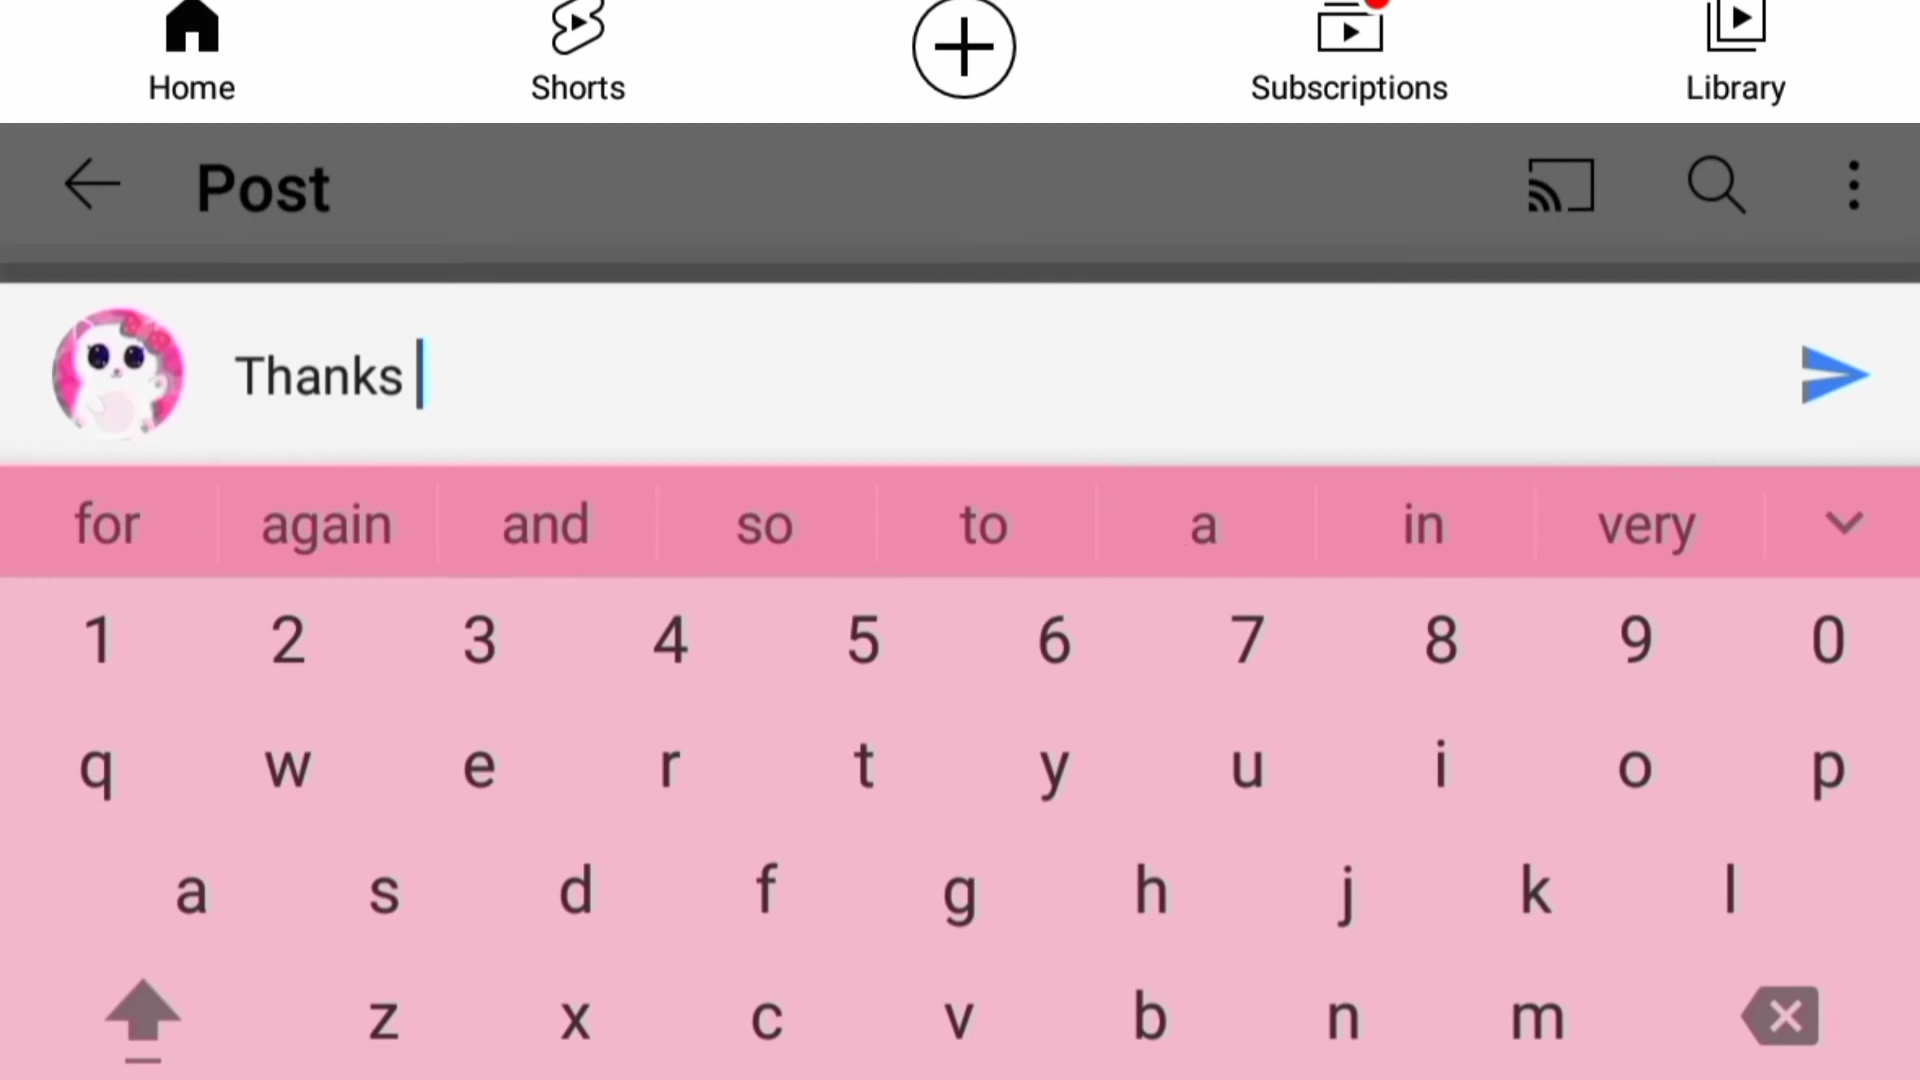 Home Shorts Subscriptions Library
Post
Thanks
for again and so to a in very
1 2 3 4 5 6 7 8 9 0
q w e r t y u i o p
a s d f g h j k l
z x c v b n m